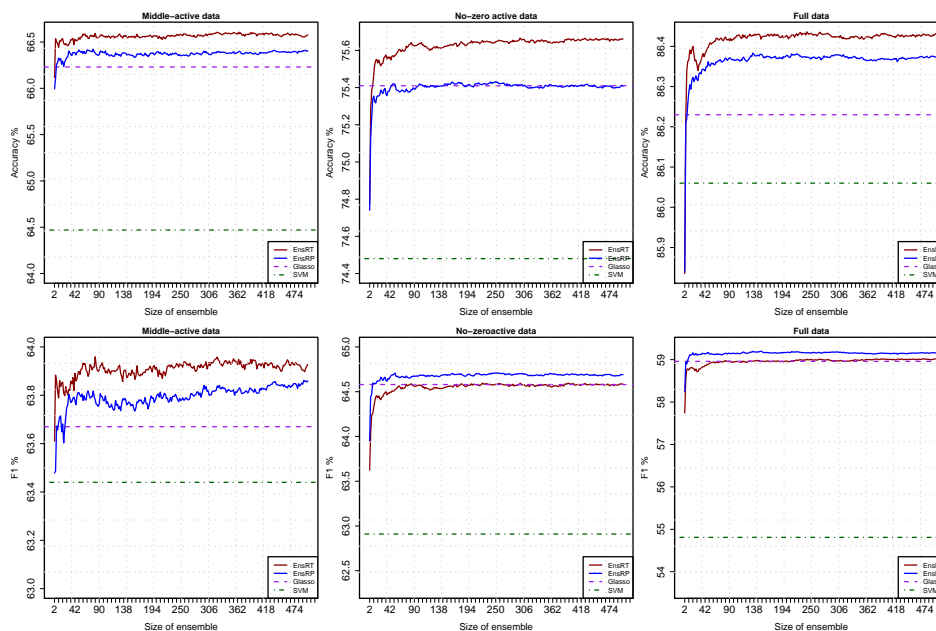 Middle−active data
Accuracy %
66.5
66.0
65.5
65.0
64.5
64.0
EnsRT
EnsRP
Glasso
SVM
2 42 90 138 194 250 306 362 418 474
Size of ensemble
No−zero active data
Accuracy %
75.6
75.4
75.2
75.0
74.8
74.6
74.4
EnsRT
EnsRP
Glasso
SVM
2 42 90 138 194 250 306 362 418 474
Size of ensemble
Full data
Accuracy %
86.4
86.3
86.2
86.1
86.0
85.9
EnsI
EnsI
Glas
SVM
2 42 90 138 194 250 306 362 418 474
Size of ensemble
Middle−active data
F1 %
64.0
63.8
63.6
63.4
63.2
63.0
EnsRT
EnsRP
Glasso
SVM
2 42 90 138 194 250 306 362 418 474
Size of ensemble
No−zeroactive data
F1 %
65.0
64.5
64.0
63.5
63.0
62.5
EnsRT
EnsRP
Glasso
SVM
2 42 90 138 194 250 306 362 418 474
Size of ensemble
Full data
F1 %
59
58
57
56
55
54
EnsI
EnsI
Glas
SVM
2 42 90 138 194 250 306 362 418 474
Size of ensemble